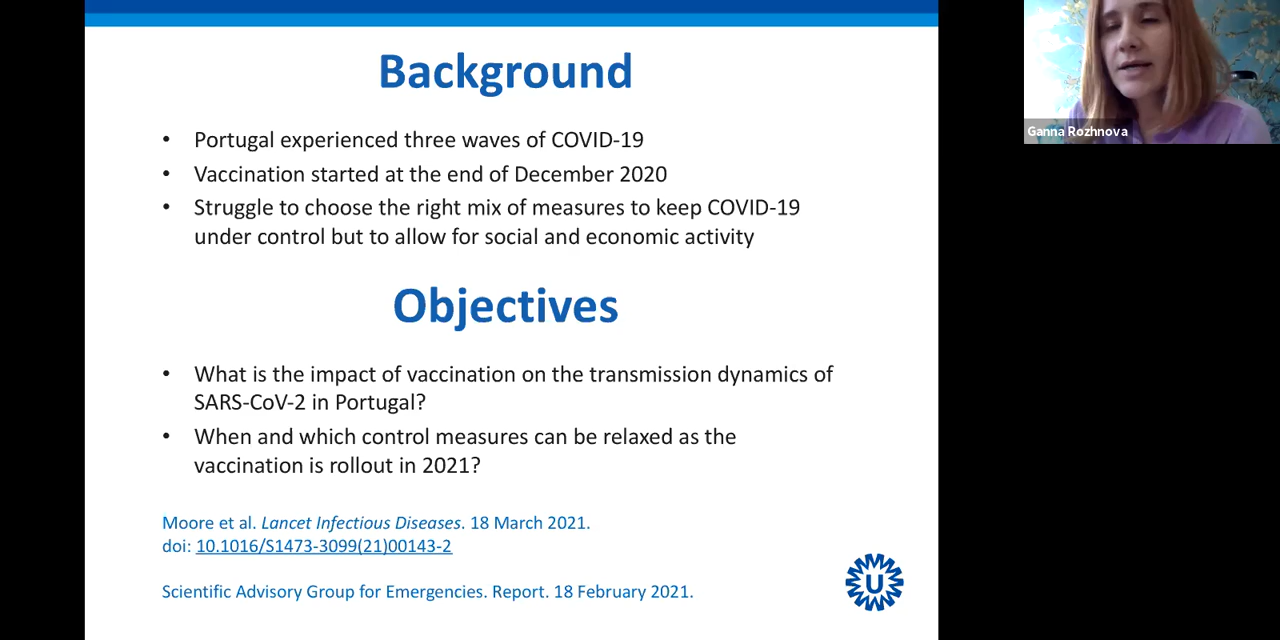 Background
• Portugal experienced three waves of COVID-19
• Vaccination started at the end of December 2020
• Struggle to choose the right mix of measures to keep COVID-19
under control but to allow for social and economic activity
Objectives
• What is the impact of vaccination on the transmission dynamics of
SARS-CoV-2 in Portugal?
• When and which control measures can be relaxed as the
vaccination is rollout in 2021?
Moore et al. Lancet Infectious Diseases. 18 March 2021.
doi: 10.1016/S1473-3099(21)00143-2
Scientific Advisory Group for Emergencies. Report. 18 February 2021.
U
Ganna Rozhnova